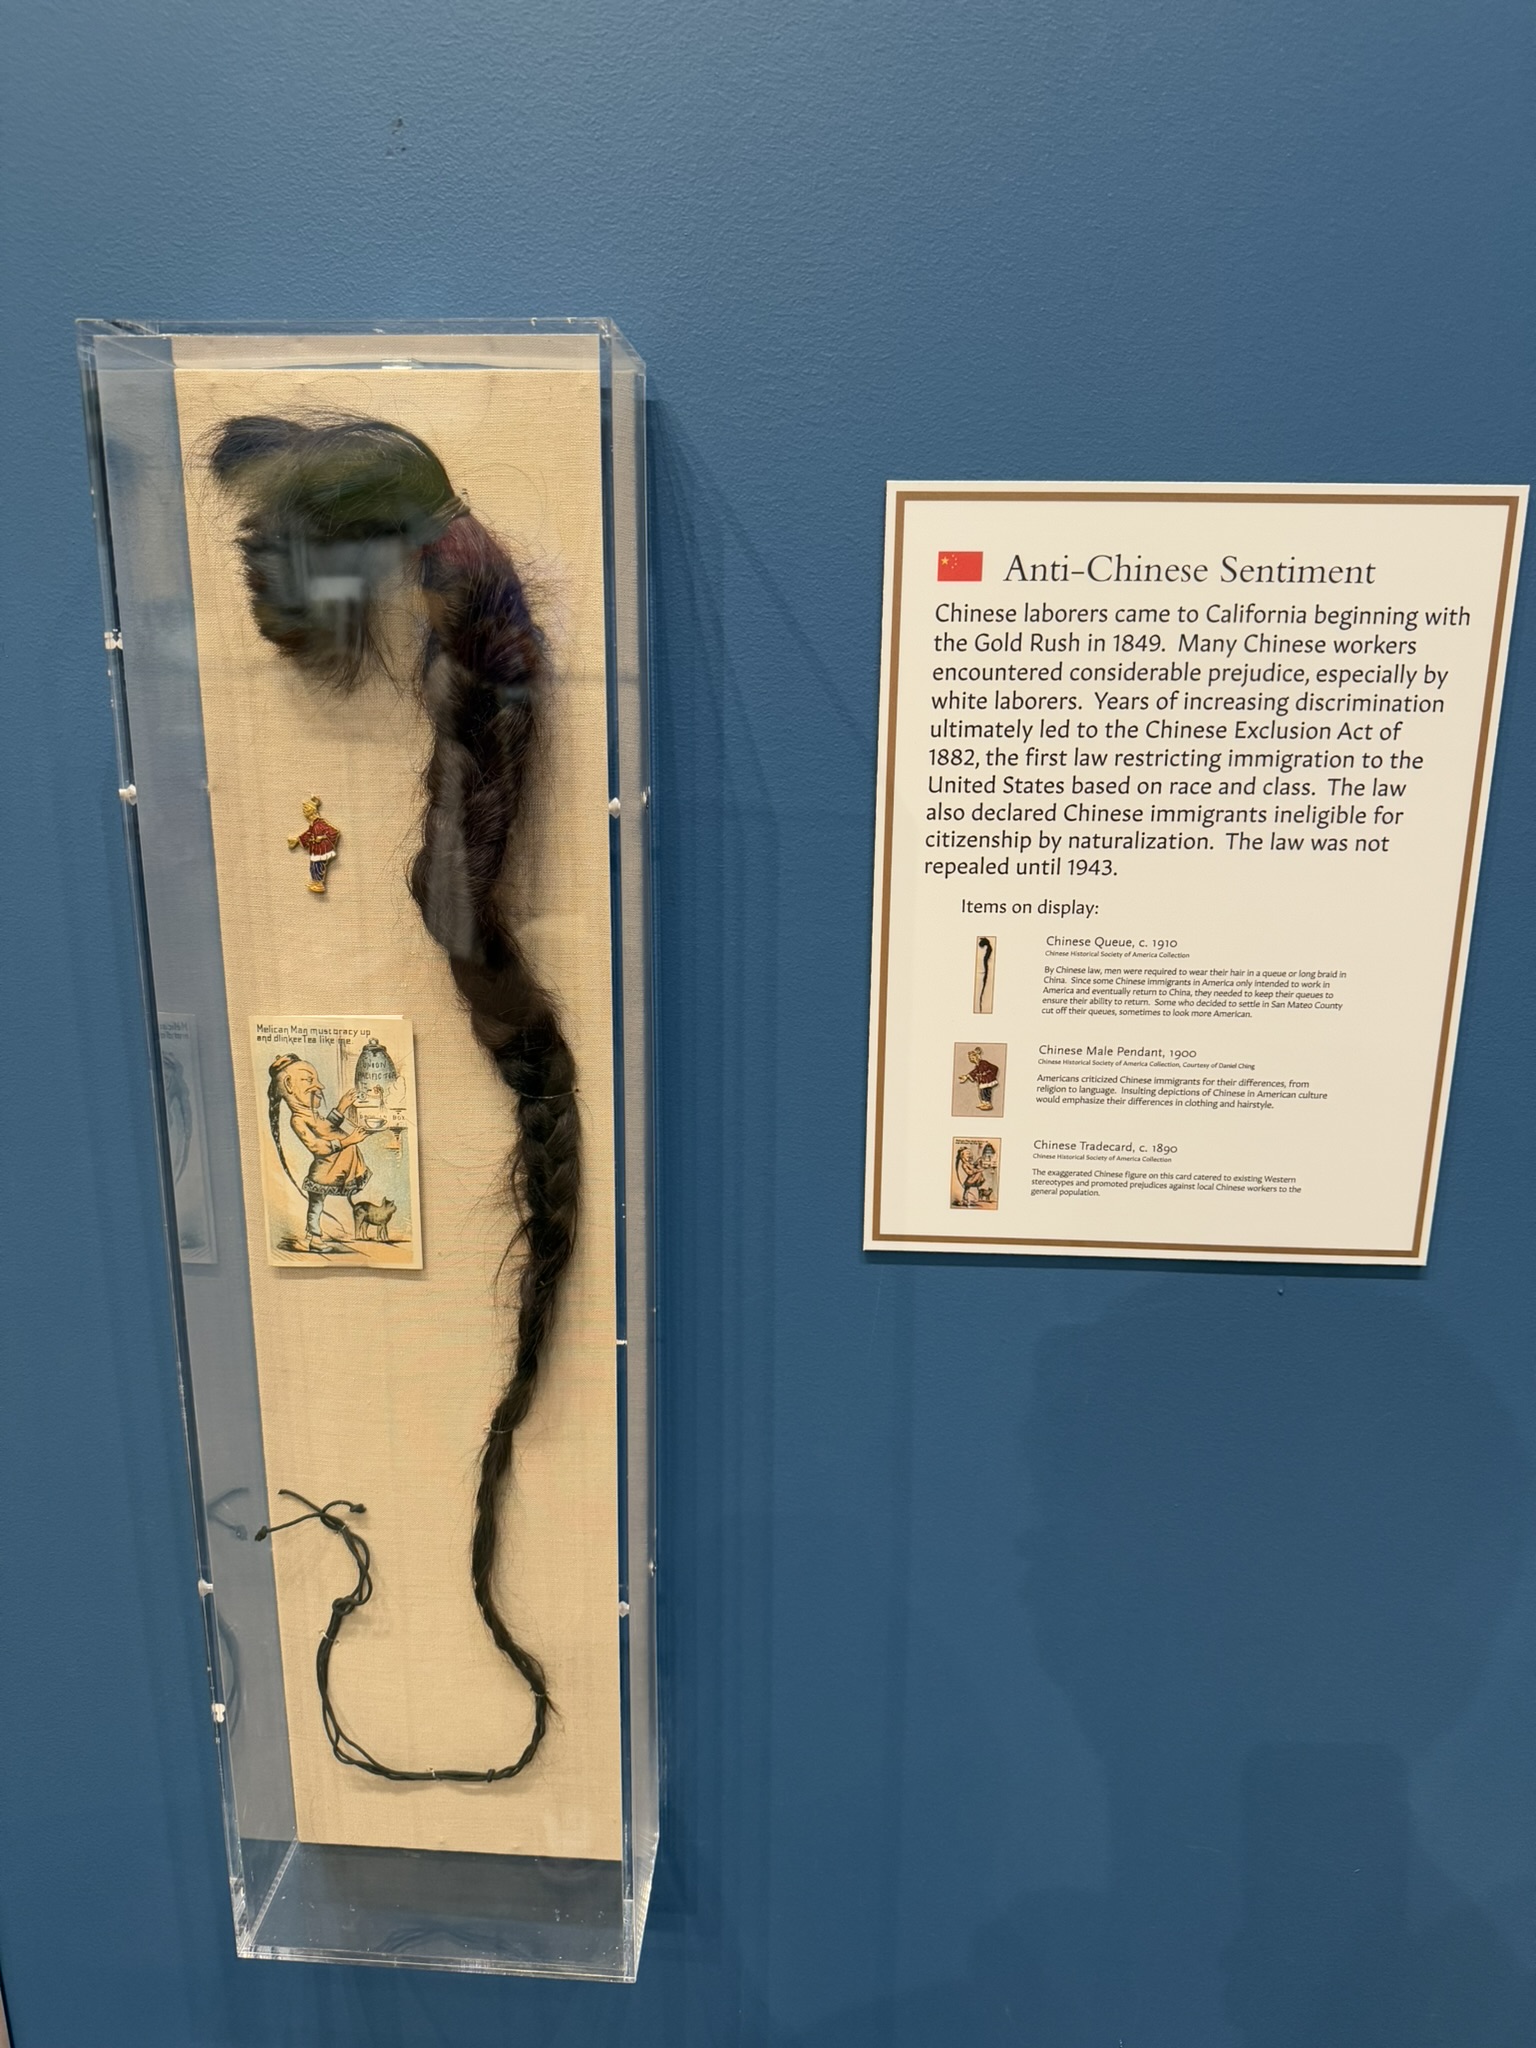 Melican Man must bracy up
and dlinker Tea like me.
UNION
PACIFIC TEA
Anti-Chinese Sentiment
Chinese laborers came to California beginning with
the Gold Rush in 1849. Many Chinese workers
encountered considerable prejudice, especially by
white laborers. Years of increasing discrimination
ultimately led to the Chinese Exclusion Act of
1882, the first law restricting immigration to the
United States based on race and class. The law
also declared Chinese immigrants ineligible for
citizenship by naturalization. The law was not
repealed until 1943.
Items on display:
Chinese Queue, c. 1910
Chinese Historical Society of America Collection
By Chinese law, men were required to wear their hair in a queue or long braid in
China. Since some Chinese immigrants in America only intended to work in
America and eventually return to China, they needed to keep their queues to
ensure their ability to return. Some who decided to settle in San Mateo County
cut off their queues, sometimes to look more American.
Chinese Male Pendant, 1900
Chinese Historical Society of America Collection, Courtesy of Daniel Ching
Americans criticized Chinese immigrants for their differences, from
religion to language. Insulting depictions of Chinese in American culture
would emphasize their differences in clothing and hairstyle.
Chinese Tradecard, c. 1890
Chinese Historical Society of America Collection
The exaggerated Chinese figure on this card catered to existing Western
stereotypes and promoted prejudices against local Chinese workers to the
general population.